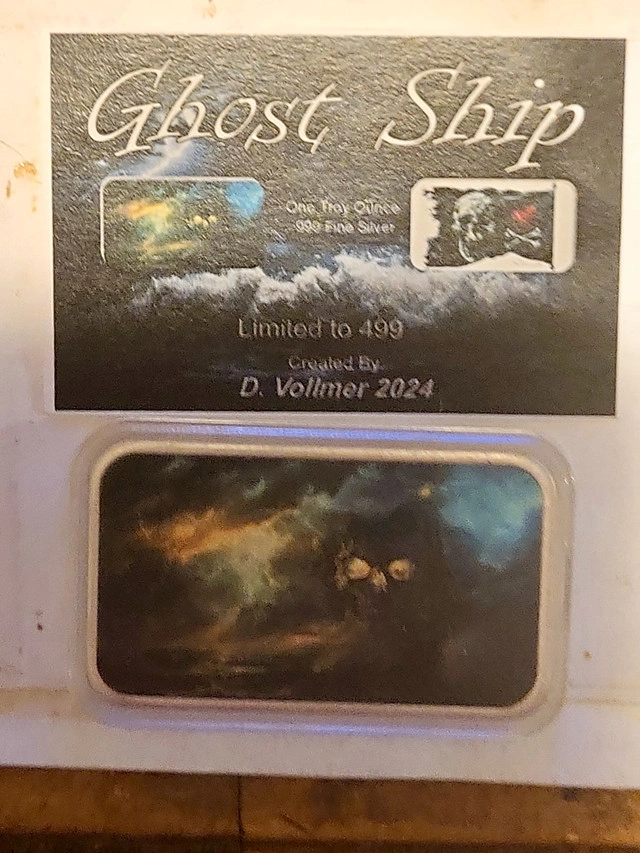 Ghost Ship
One Troy Ounce
.999 Fine Silver
Limited to 499
Created By
D. Vollmer 2024